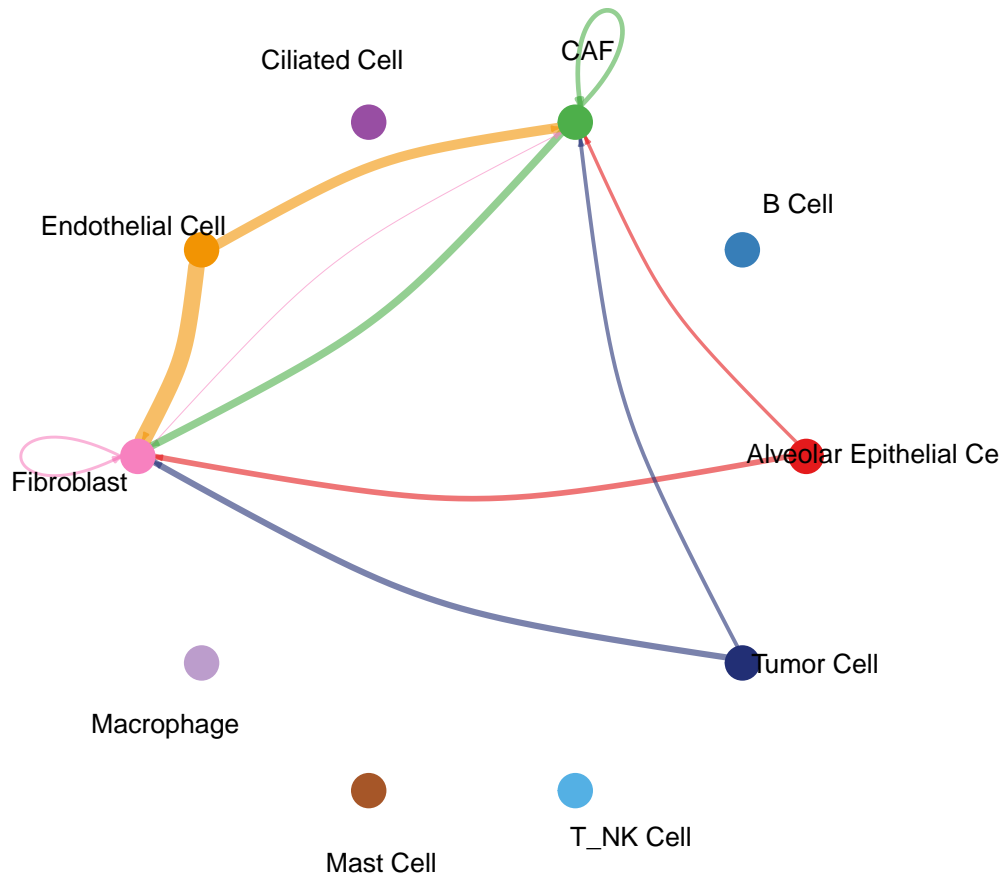 CAF
Ciliated Cell
B Cell
Endothelial Cell
Alveolar Epithelial Ce
Fibroblast
Tumor Cell
Macrophage
T_NK Cell
Mast Cell